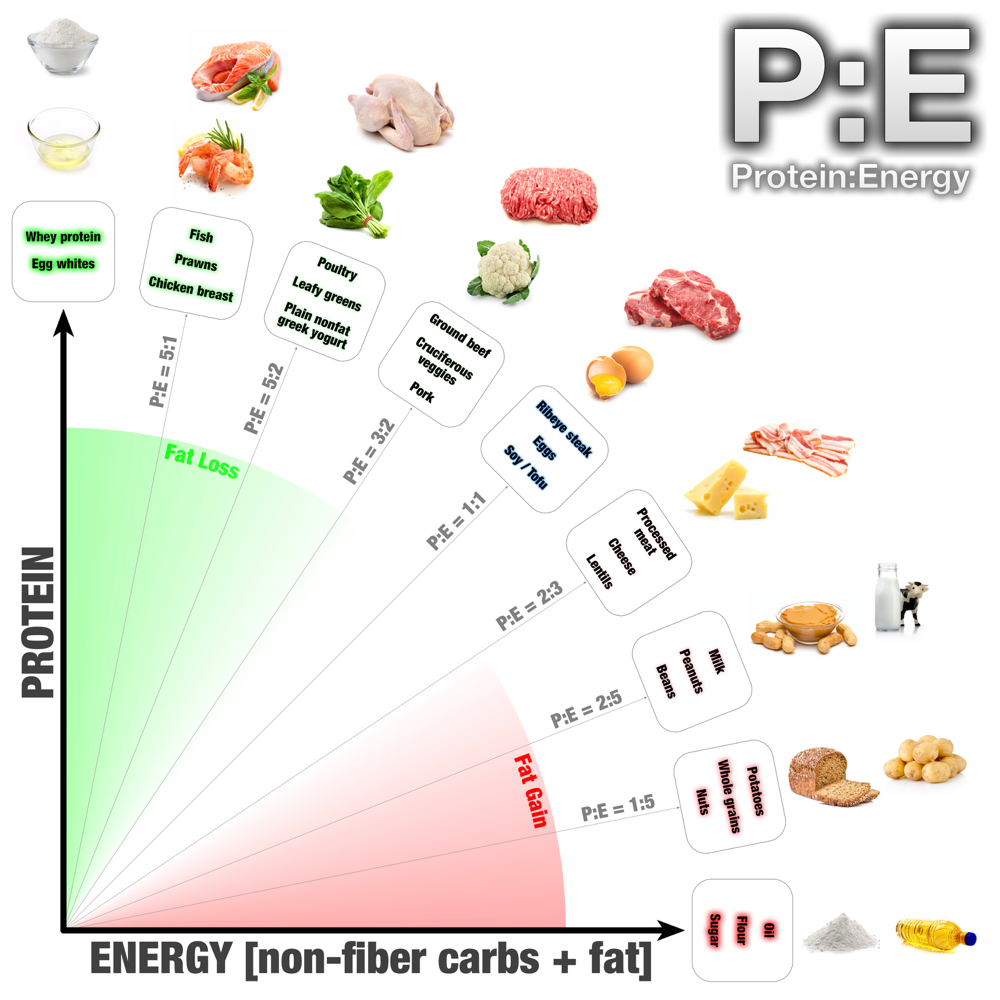 P:E
Protein:Energy
Whey protein
Egg whites
Fish
Prawns
Chicken breast
Poultry
Leafy greens
Plain nonfat
greek yogurt
Ground beef
Cruciferous
veggies
Pork
Ribeye steak
Eggs
Soy / Tofu
Processed
meat
Cheese
Lentils
Milk
Peanuts
Beans
Potatoes
Whole grains
Nuts
Oil
Flour
Sugar
P:E = 5:1
P:E = 5:2
P:E = 3:2
P:E = 1:1
P:E = 2:3
P:E = 2:5
P:E = 1:5
Fat Loss
Fat Gain
PROTEIN
ENERGY [non-fiber carbs + fat]